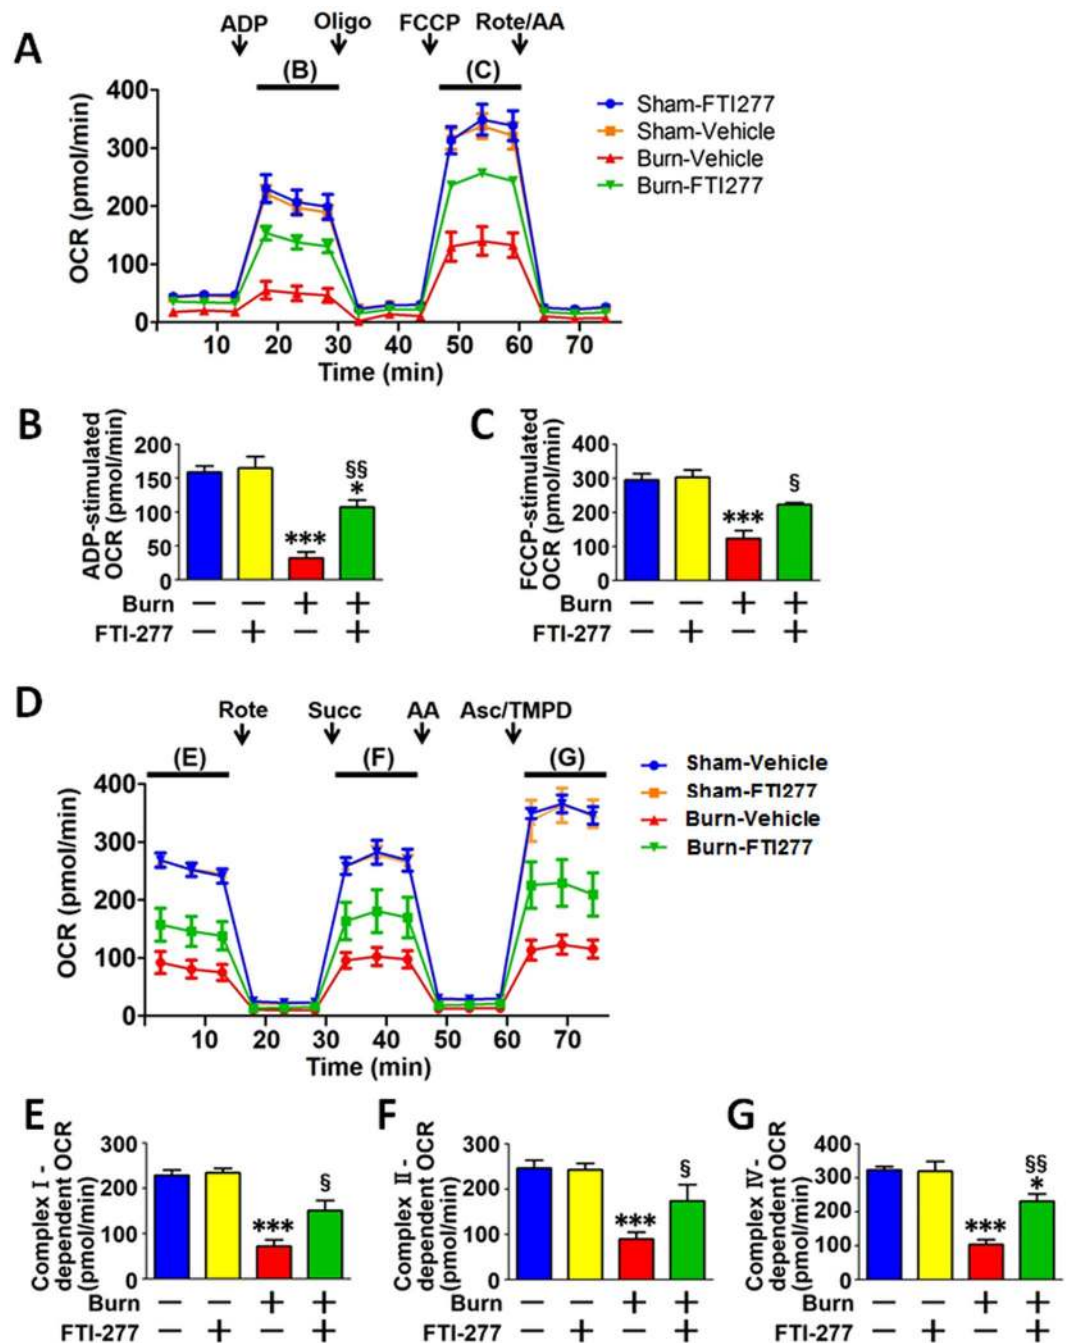 A
ADP
Oligo
FCCP
Rote/AA
(B)
(C)
OCR (pmol/min)
400
300
200
100
0
10 20 30 40 50 60 70
Time (min)
Sham-FTI277
Sham-Vehicle
Burn-Vehicle
Burn-FTI277
B
ADP-stimulated
OCR (pmol/min)
200
150
100
50
0
***
§§
*
Burn − − + +
FTI-277 − + − +
C
FCCP-stimulated
OCR (pmol/min)
400
300
200
100
0
***
§
Burn − − + +
FTI-277 − + − +
D
Rote
Succ
AA
Asc/TMPD
(E)
(F)
(G)
OCR (pmol/min)
400
300
200
100
0
10 20 30 40 50 60 70
Time (min)
Sham-Vehicle
Sham-FTI277
Burn-Vehicle
Burn-FTI277
E
Complex I -
dependent OCR
(pmol/min)
300
200
100
0
***
§
Burn − − + +
FTI-277 − + − +
F
Complex II-
dependent OCR
(pmol/min)
300
200
100
0
***
§
Burn − − + +
FTI-277 − + − +
G
Complex IV-
dependent OCR
(pmol/min)
400
300
200
100
0
***
§§
*
Burn − − + +
FTI-277 − + − +